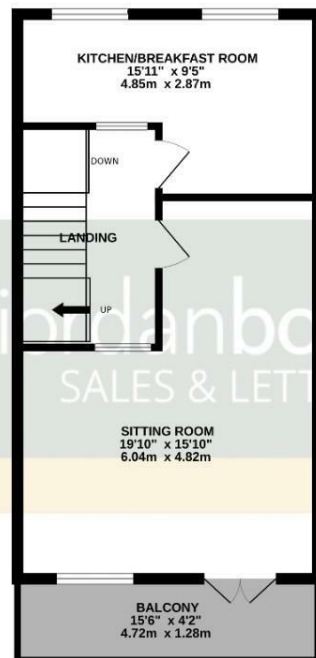 KITCHEN/BREAKFAST ROOM
15'11" x 9'5"
4.85m x 2.87m
DOWN
LANDING
UP
SALES & LETT
SITTING ROOM
19'10" x 15'10"
6.04m x 4.82m
BALCONY
15'6" x 4'2"
4.72m x 1.28m